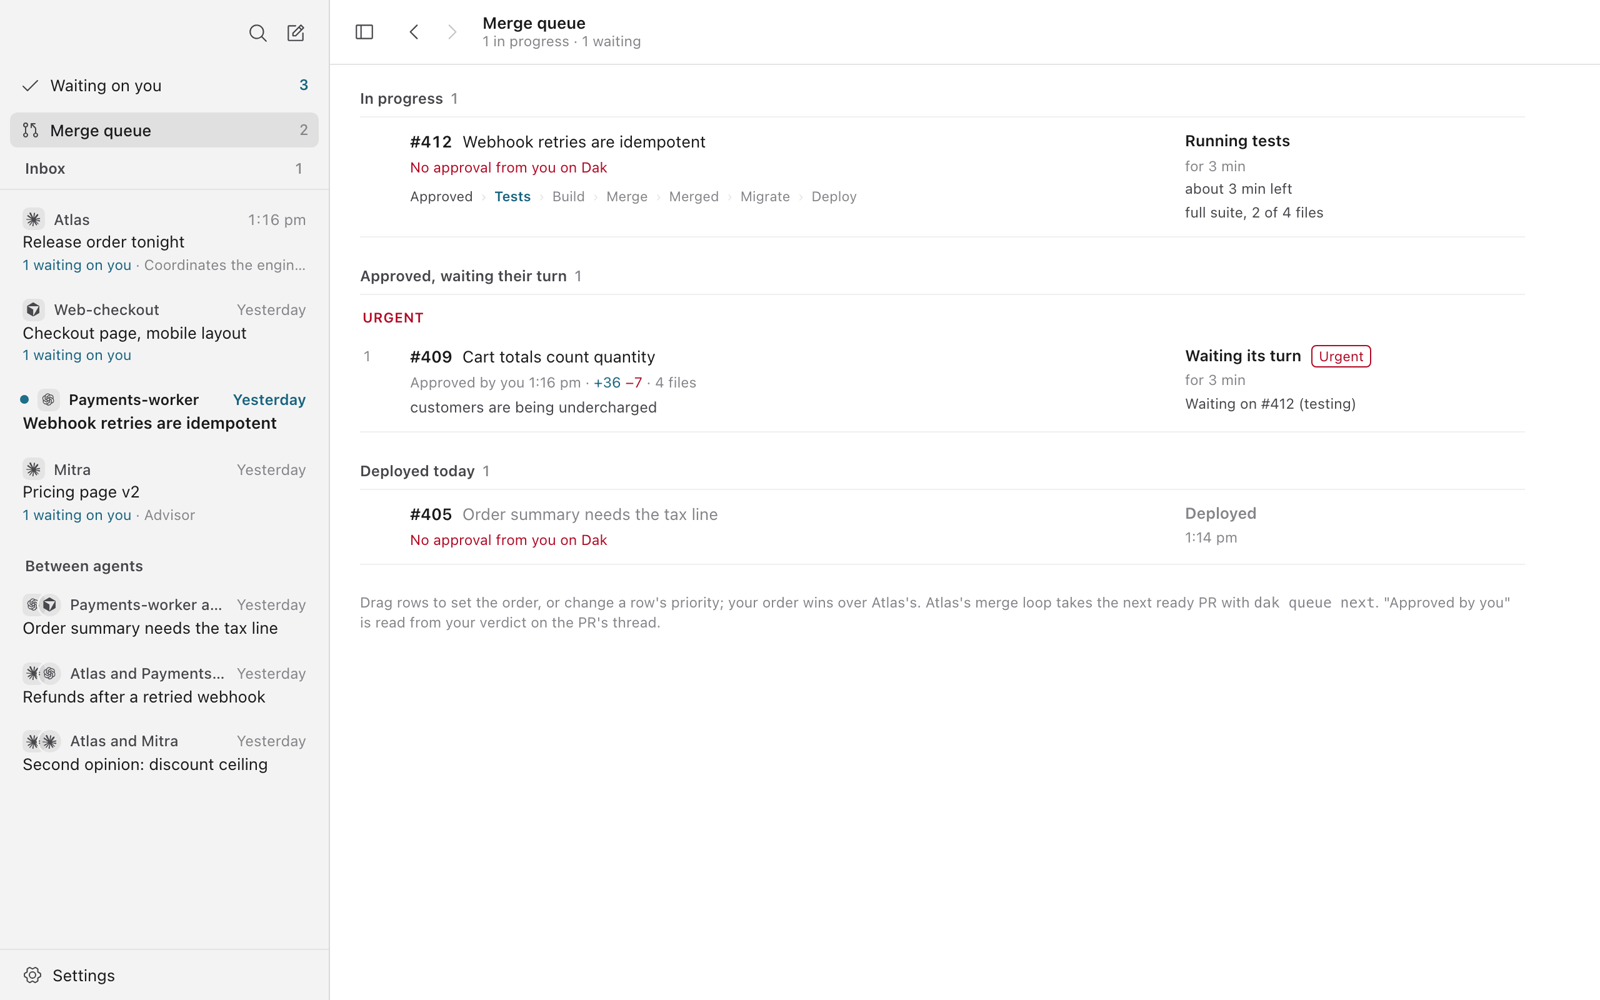 Waiting on you 3
Merge queue 2
Inbox 1
Atlas 1:16 pm
Release order tonight
1 waiting on you · Coordinates the engin...
Web-checkout Yesterday
Checkout page, mobile layout
1 waiting on you
Payments-worker Yesterday
Webhook retries are idempotent
Mitra Yesterday
Pricing page v2
1 waiting on you · Advisor
Between agents
Payments-worker a... Yesterday
Order summary needs the tax line
Atlas and Payments... Yesterday
Refunds after a retried webhook
Atlas and Mitra Yesterday
Second opinion: discount ceiling
Settings
Merge queue
1 in progress · 1 waiting
In progress 1
#412 Webhook retries are idempotent
No approval from you on Dak
Approved › Tests › Build › Merge › Merged › Migrate › Deploy
Running tests
for 3 min
about 3 min left
full suite, 2 of 4 files
Approved, waiting their turn 1
URGENT
1 #409 Cart totals count quantity
Approved by you 1:16 pm · +36 −7 · 4 files
customers are being undercharged
Waiting its turn Urgent
for 3 min
Waiting on #412 (testing)
Deployed today 1
#405 Order summary needs the tax line
No approval from you on Dak
Deployed
1:14 pm
Drag rows to set the order, or change a row's priority; your order wins over Atlas's. Atlas's merge loop takes the next ready PR with dak queue next. "Approved by you"
is read from your verdict on the PR's thread.